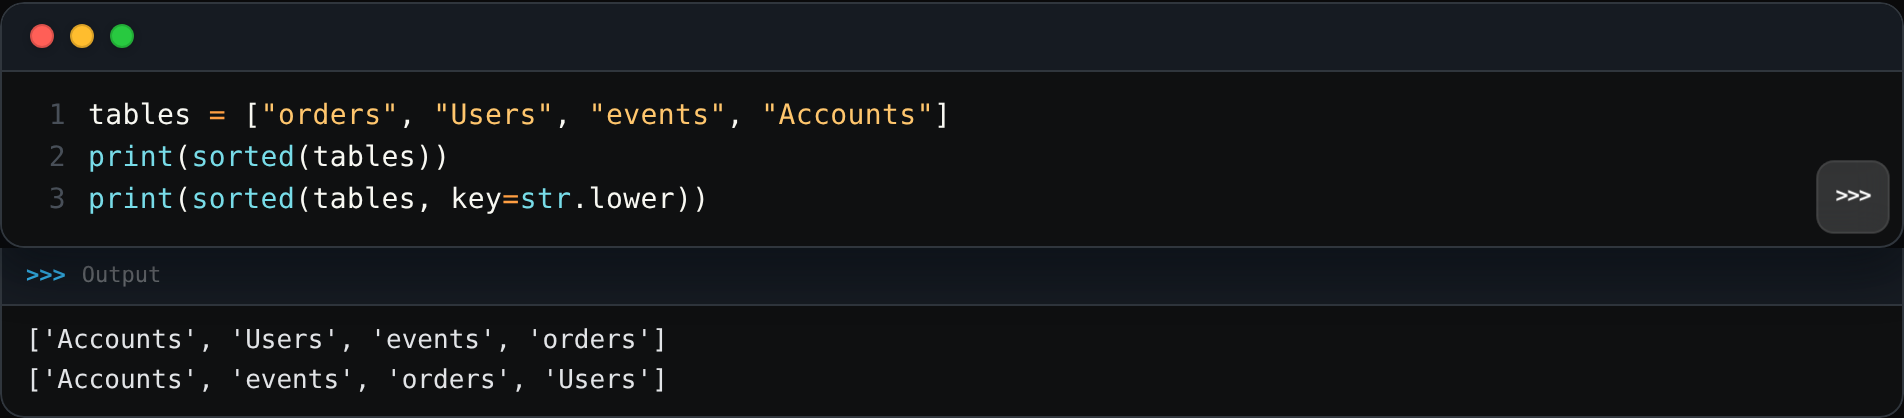 1 tables = ["orders", "Users", "events", "Accounts"]
2 print(sorted(tables))
3 print(sorted(tables, key=str.lower))
>>>
>>> Output
['Accounts', 'Users', 'events', 'orders']
['Accounts', 'events', 'orders', 'Users']